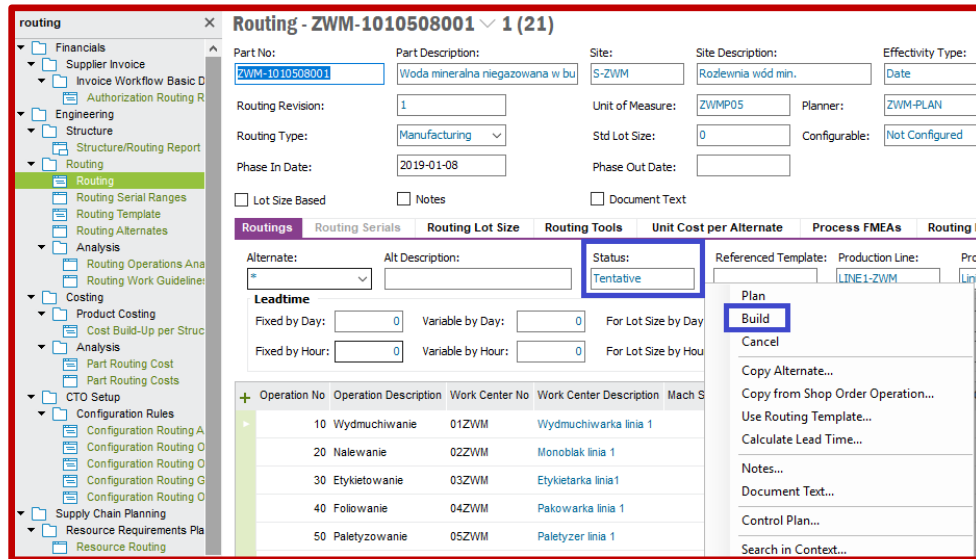 routing
Routing - ZWM-1010508001 1 (21)
Financials
Supplier Invoice
Invoice Workflow Basic D
Authorization Routing R
Engineering
Structure
Structure/Routing Report
Routing
Routing
Routing Serial Ranges
Routing Template
Routing Alternates
Analysis
Routing Operations Ana
Routing Work Guidelines
Costing
Product Costing
Cost Build-Up per Struc
Analysis
Part Routing Cost
Part Routing Costs
CTO Setup
Configuration Rules
Configuration Routing A
Configuration Routing O
Configuration Routing O
Configuration Routing G
Configuration Routing O
Supply Chain Planning
Resource Requirements Pla
Resource Routing
Part No: Part Description: Site: Site Description: Effectivity Type:
ZWM-1010508001 Woda mineralna niegazowana w bu S-ZWM Rozlewnia wód min. Date
Routing Revision: 1 Unit of Measure: ZWMP05 Planner: ZWM-PLAN
Routing Type: Manufacturing Std Lot Size: 0 Configurable: Not Configured
Phase In Date: 2019-01-08 Phase Out Date:
Lot Size Based Notes Document Text
Routings Routing Serials Routing Lot Size Routing Tools Unit Cost per Alternate Process FMEAs Routing
Alternate: Alt Description: Status: Referenced Template: Production Line: Pro
* Tentative LINE1-ZWM Lin
Leadtime
Fixed by Day: 0 Variable by Day: 0 For Lot Size by Day
Fixed by Hour: 0 Variable by Hour: 0 For Lot Size by Hou
Plan
Build
Cancel
Copy Alternate...
Copy from Shop Order Operation...
Use Routing Template...
Calculate Lead Time...
Notes...
Document Text...
Control Plan...
Search in Context...
Operation No Operation Description Work Center No Work Center Description Mach S
10 Wydmuchiwanie 01ZWM Wydmuchiwarka linia 1
20 Nalewanie 02ZWM Monoblak linia 1
30 Etykietowanie 03ZWM Etykietarka linia1
40 Foliowanie 04ZWM Pakowarka linia 1
50 Paletyzowanie 05ZWM Paletyzer linia 1